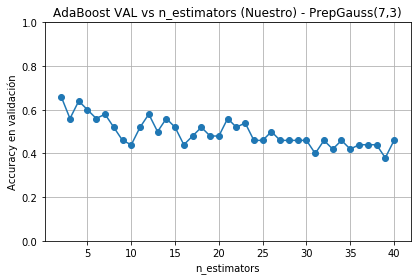 AdaBoost VAL vs n_estimators (Nuestro) - PrepGauss(7,3)
1.0
0.8
0.6
0.4
0.2
0.0
Accuracy en validación
5 10 15 20 25 30 35 40
n_estimators